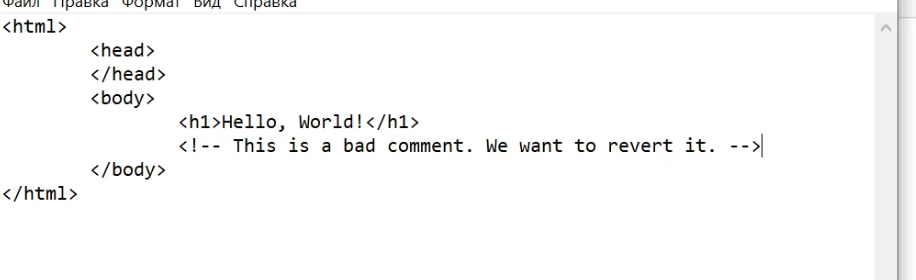 Файл Правка Формат Вид Справка
<html>
<head>
</head>
<body>
<h1>Hello, World!</h1>
<!-- This is a bad comment. We want to revert it. -->
</body>
</html>